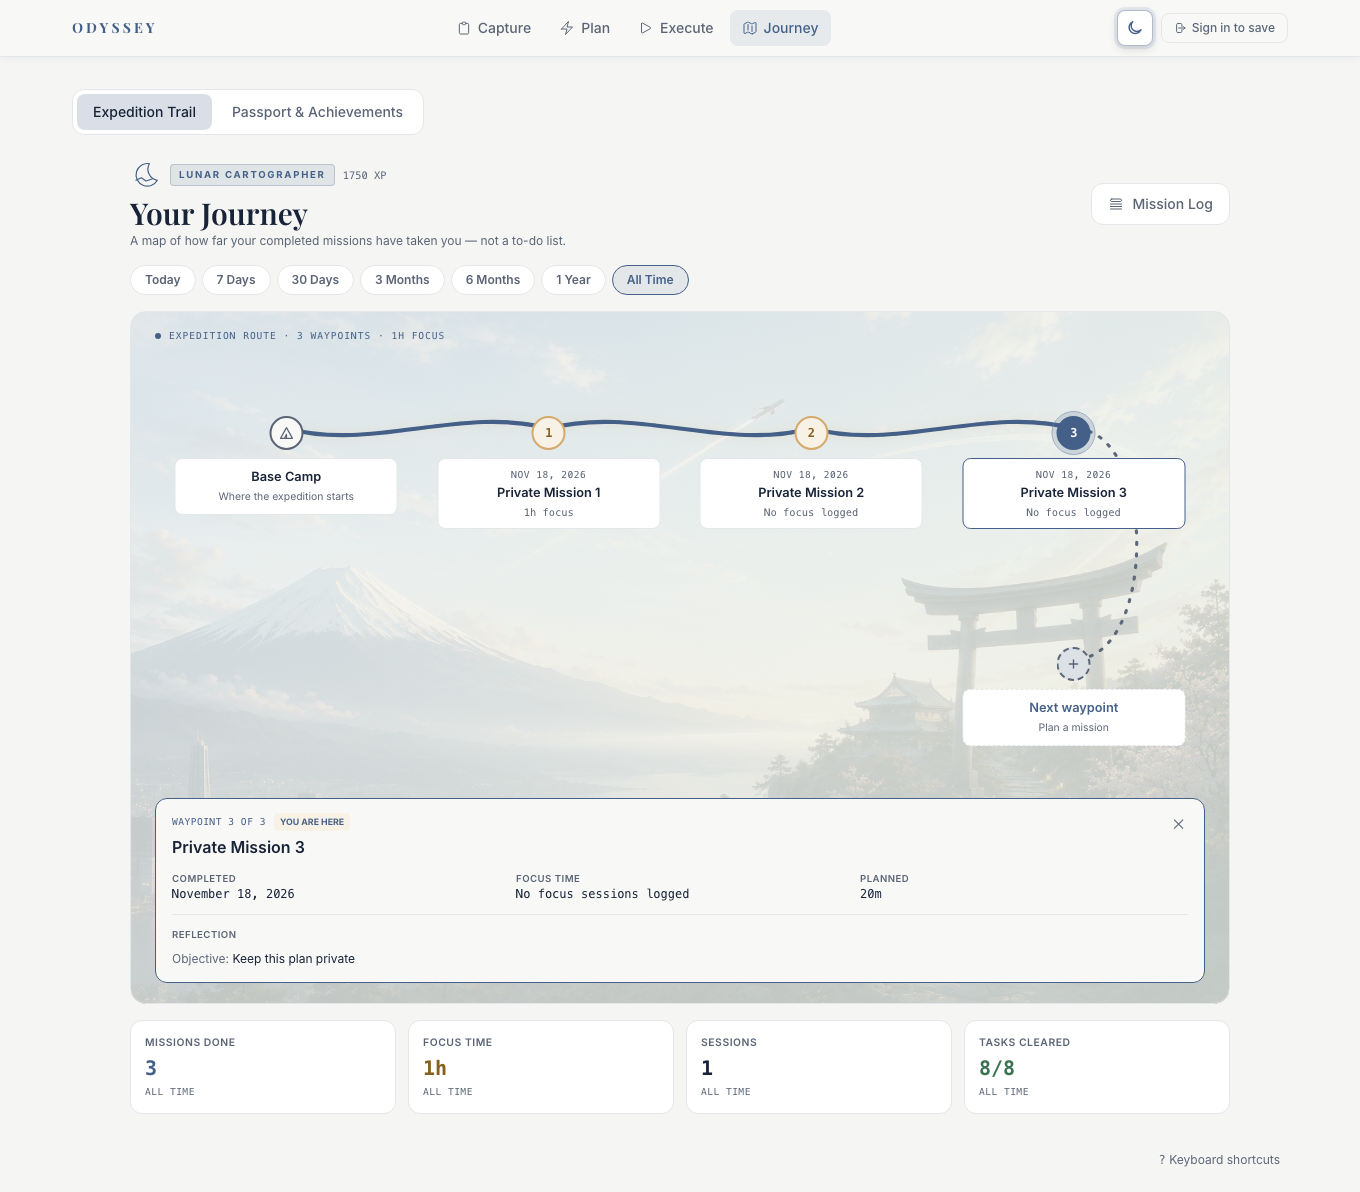 ODYSSEY
Capture
Plan
Execute
Journey
Sign in to save
Expedition Trail
Passport & Achievements
LUNAR CARTOGRAPHER 1750 XP
Your Journey
A map of how far your completed missions have taken you — not a to-do list.
Mission Log
Today
7 Days
30 Days
3 Months
6 Months
1 Year
All Time
EXPEDITION ROUTE · 3 WAYPOINTS · 1H FOCUS
Base Camp
Where the expedition starts
1
NOV 18, 2026
Private Mission 1
1h focus
2
NOV 18, 2026
Private Mission 2
No focus logged
3
NOV 18, 2026
Private Mission 3
No focus logged
+
Next waypoint
Plan a mission
WAYPOINT 3 OF 3 YOU ARE HERE
Private Mission 3
COMPLETED
November 18, 2026
FOCUS TIME
No focus sessions logged
PLANNED
20m
REFLECTION
Objective: Keep this plan private
MISSIONS DONE
3
ALL TIME
FOCUS TIME
1h
ALL TIME
SESSIONS
1
ALL TIME
TASKS CLEARED
8/8
ALL TIME
? Keyboard shortcuts